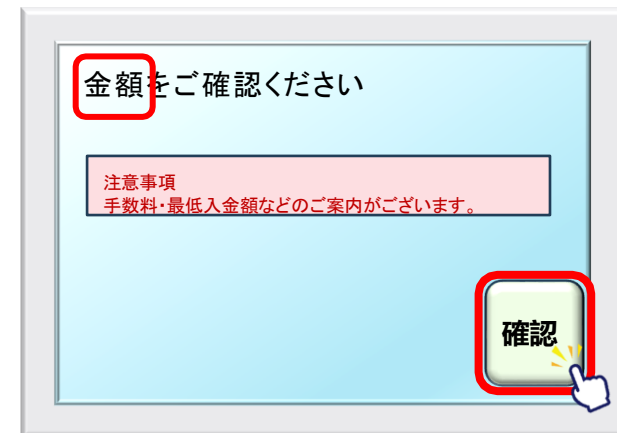 金額をご確認ください
注意事項
手数料・最低入金額などのご案内がございます。
確認